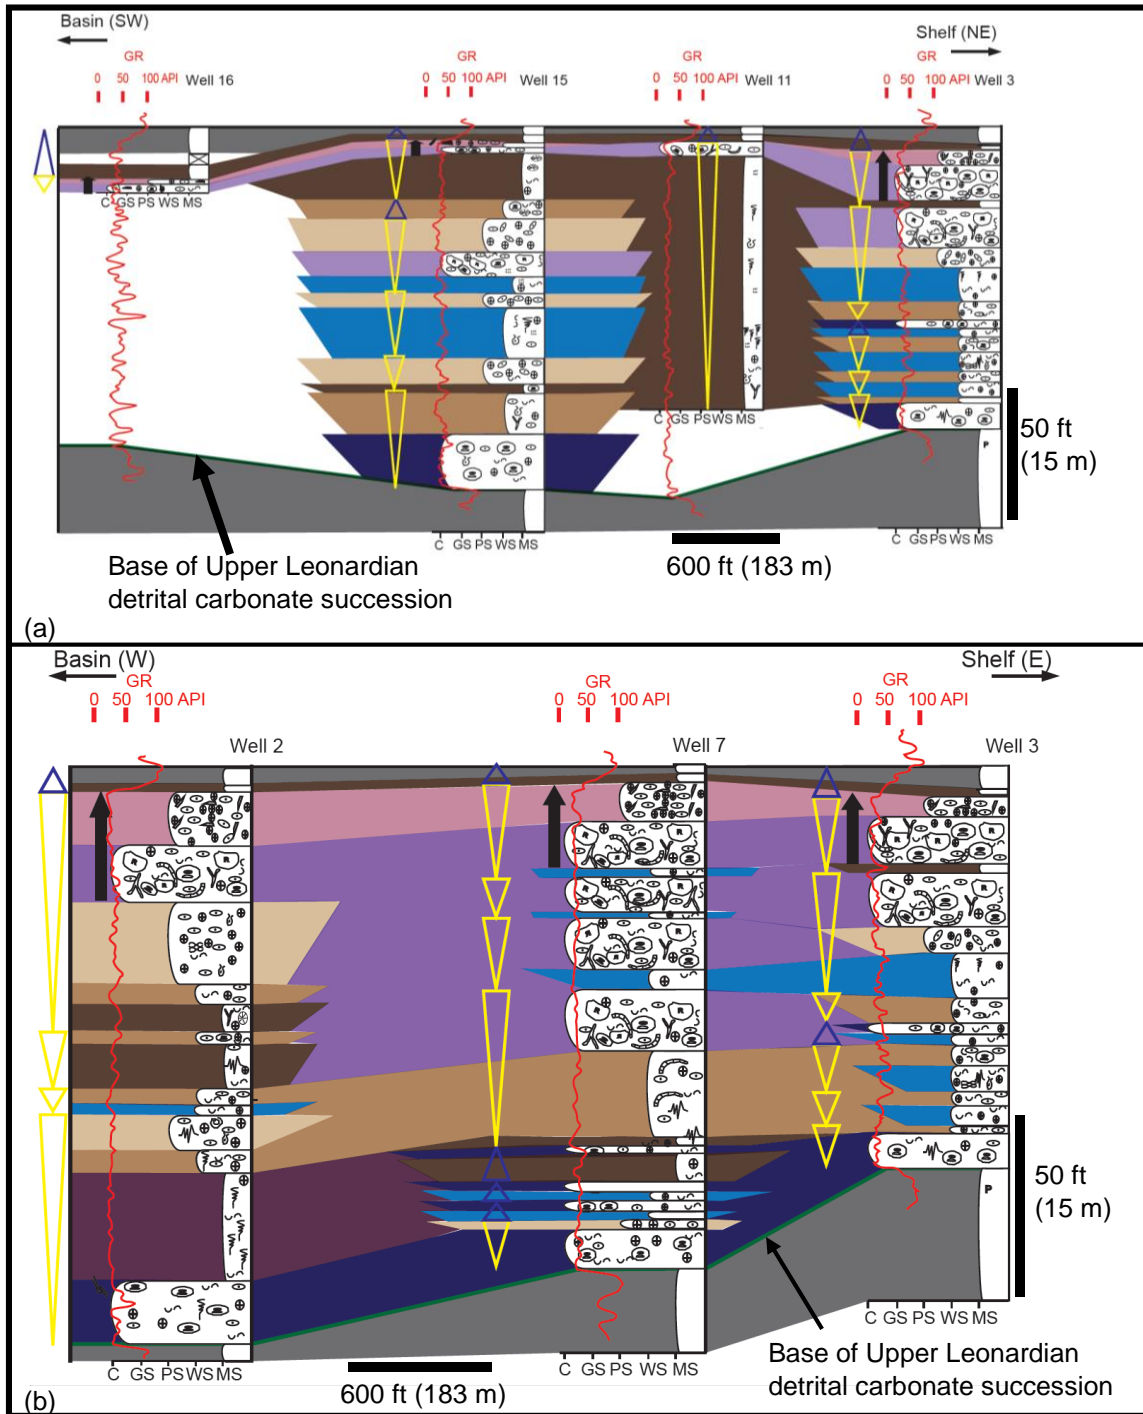 Basin (SW)
Shelf (NE)
GR
GR
GR
GR
0 50 100 API Well 16
0 50 100 API Well 15
0 50 100 API Well 11
0 50 100 API Well 3
C GS PS WS MS
C GS PS WS MS
P
50 ft
(15 m)
C GS PS WS MS
C GS PS WS MS
600 ft (183 m)
Base of Upper Leonardian
detrital carbonate succession
(a)
Basin (W)
Shelf (E)
GR
GR
GR
0 50 100 API
0 50 100 API
0 50 100 API
Well 2
Well 7
Well 3
R R
R R
R
R
R
R
R
R
R
P
50 ft
(15 m)
C GS PS WS MS
C GS PS WS MS
C GS PS WS MS
600 ft (183 m)
Base of Upper Leonardian
detrital carbonate succession
(b)